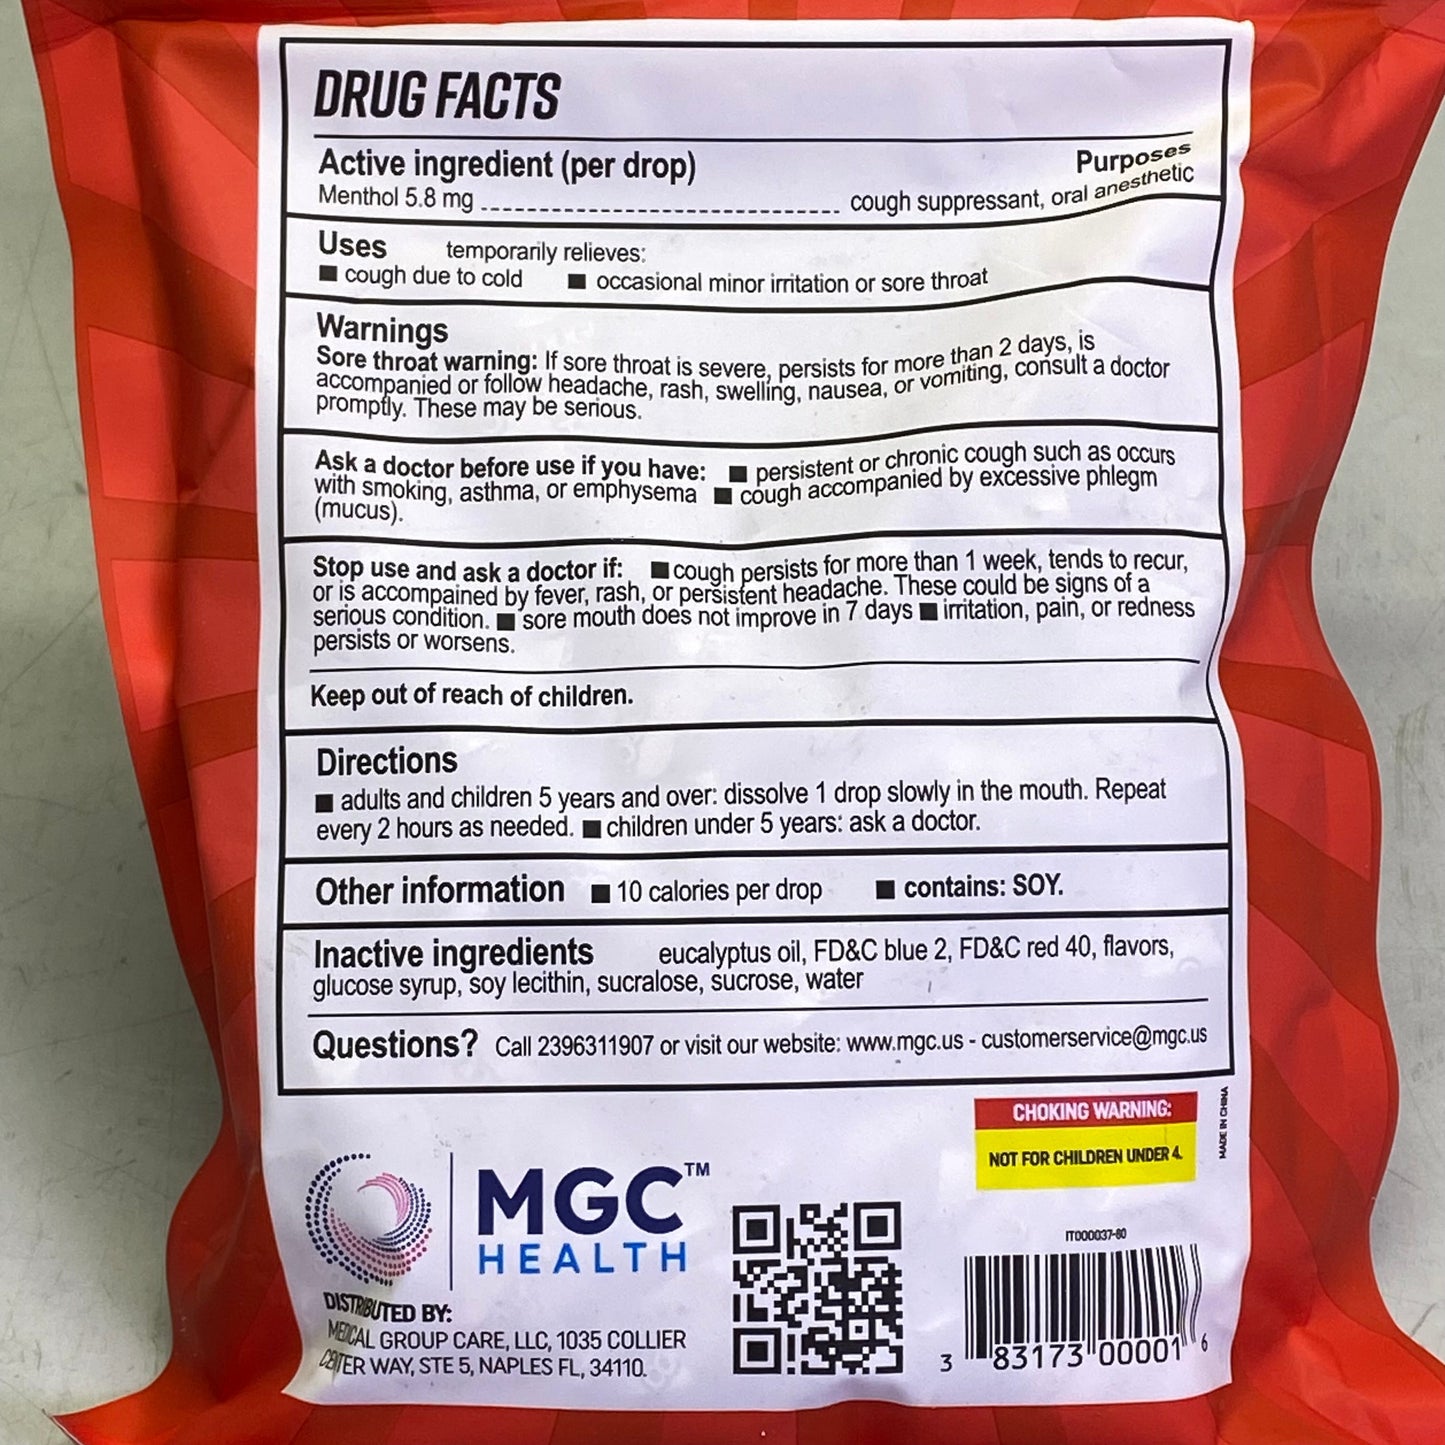 DRUG FACTS
Active ingredient (per drop) Purposes
Menthol 5.8 mg ------------------------------ cough suppressant, oral anesthetic
Uses temporarily relieves:
■ cough due to cold ■ occasional minor irritation or sore throat
Warnings
Sore throat warning: If sore throat is severe, persists for more than 2 days, is
accompanied or follow headache, rash, swelling, nausea, or vomiting, consult a doctor
promptly. These may be serious.
Ask a doctor before use if you have: ■ persistent or chronic cough such as occurs
with smoking, asthma, or emphysema ■ cough accompanied by excessive phlegm
(mucus).
Stop use and ask a doctor if: ■ cough persists for more than 1 week, tends to recur,
or is accompained by fever, rash, or persistent headache. These could be signs of a
serious condition. ■ sore mouth does not improve in 7 days ■ irritation, pain, or redness
persists or worsens.
Keep out of reach of children.
Directions
■ adults and children 5 years and over: dissolve 1 drop slowly in the mouth. Repeat
every 2 hours as needed. ■ children under 5 years: ask a doctor.
Other information ■ 10 calories per drop ■ contains: SOY.
Inactive ingredients eucalyptus oil, FD&C blue 2, FD&C red 40, flavors,
glucose syrup, soy lecithin, sucralose, sucrose, water
Questions? Call 2396311907 or visit our website: www.mgc.us - customerservice@mgc.us
CHOKING WARNING:
NOT FOR CHILDREN UNDER 4.
MADE IN CHINA
MGC™
HEALTH
DISTRIBUTED BY:
MEDICAL GROUP CARE, LLC, 1035 COLLIER
CENTER WAY, STE 5, NAPLES FL, 34110.
IT000037-80
3 83173 00001 6